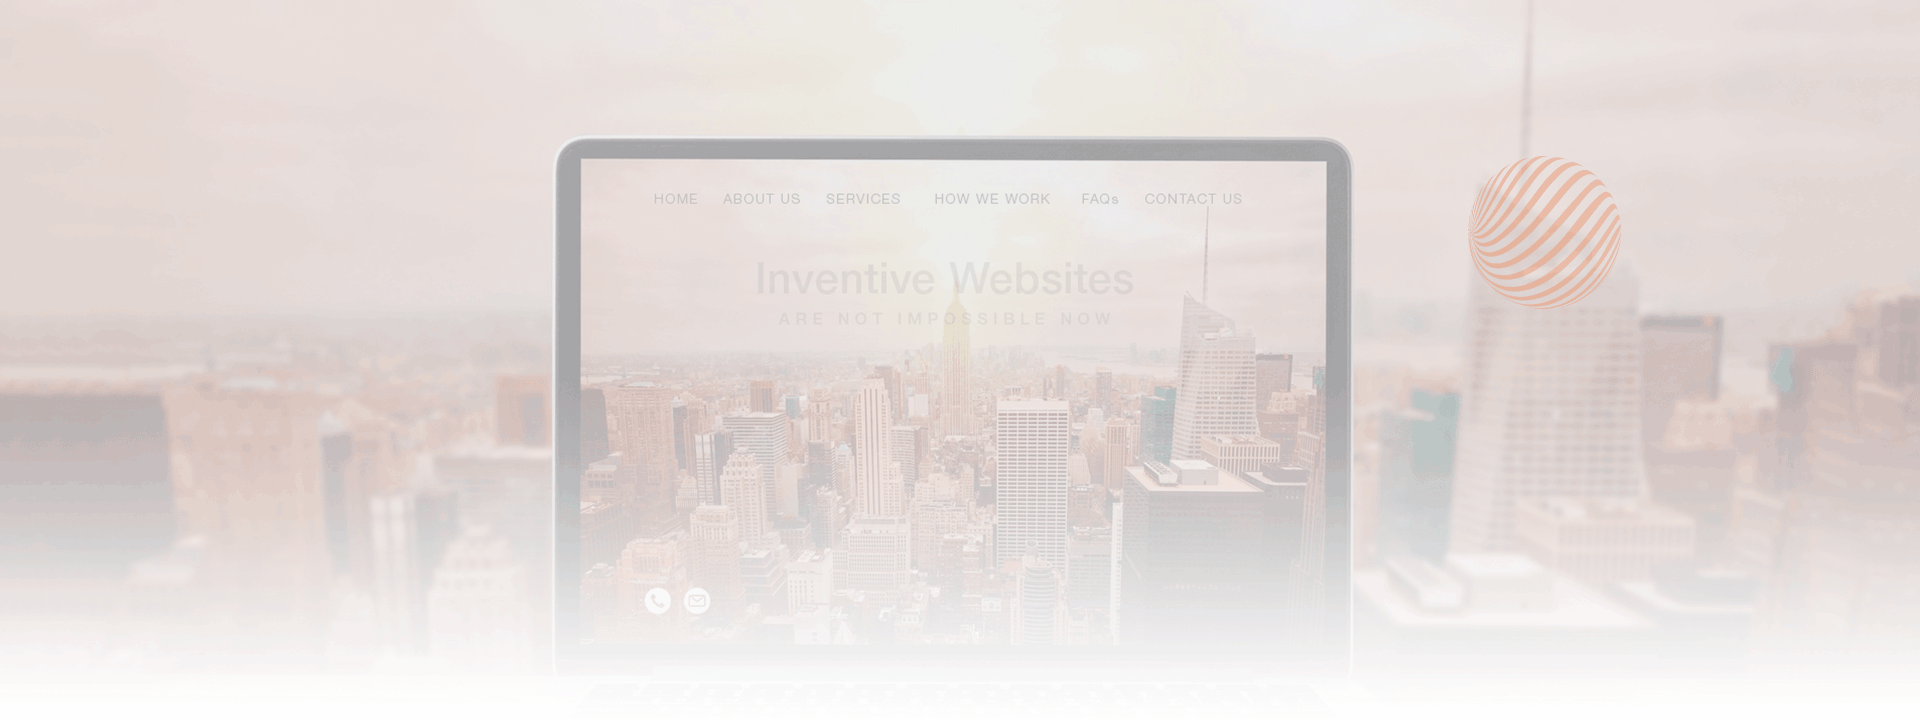 HOME ABOUT US SERVICES HOW WE WORK FAQs CONTACT US
Inventive Websites
ARE NOT IMPOSSIBLE NOW